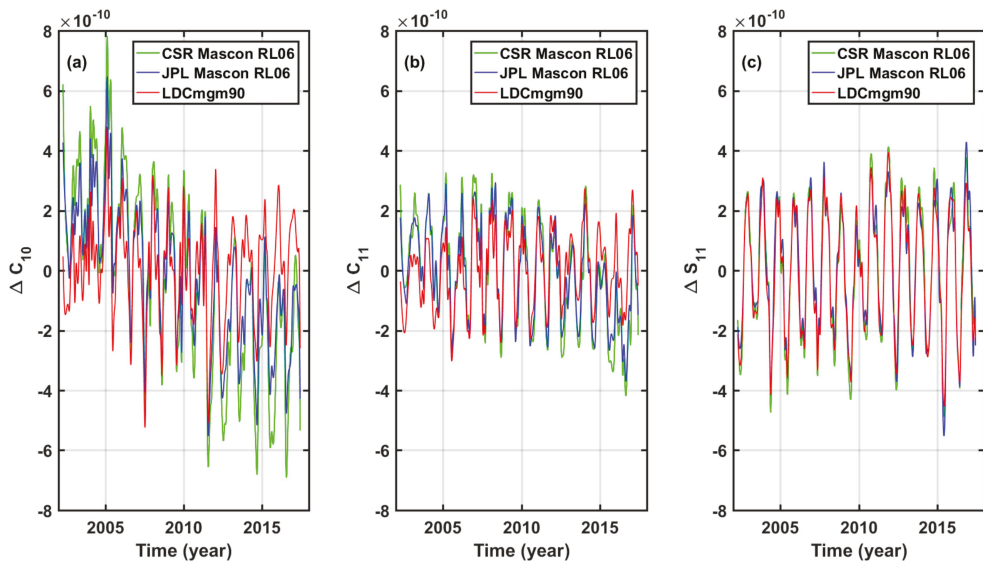 ×10⁻¹⁰
(a)
CSR Mascon RL06
JPL Mascon RL06
LDCmgm90
8
6
4
2
0
-2
-4
-6
-8
Δ C₁₀
2005
2010
2015
Time (year)
×10⁻¹⁰
(b)
CSR Mascon RL06
JPL Mascon RL06
LDCmgm90
8
6
4
2
0
-2
-4
-6
-8
Δ C₁₁
2005
2010
2015
Time (year)
×10⁻¹⁰
(c)
CSR Mascon RL06
JPL Mascon RL06
LDCmgm90
8
6
4
2
0
-2
-4
-6
-8
Δ S₁₁
2005
2010
2015
Time (year)